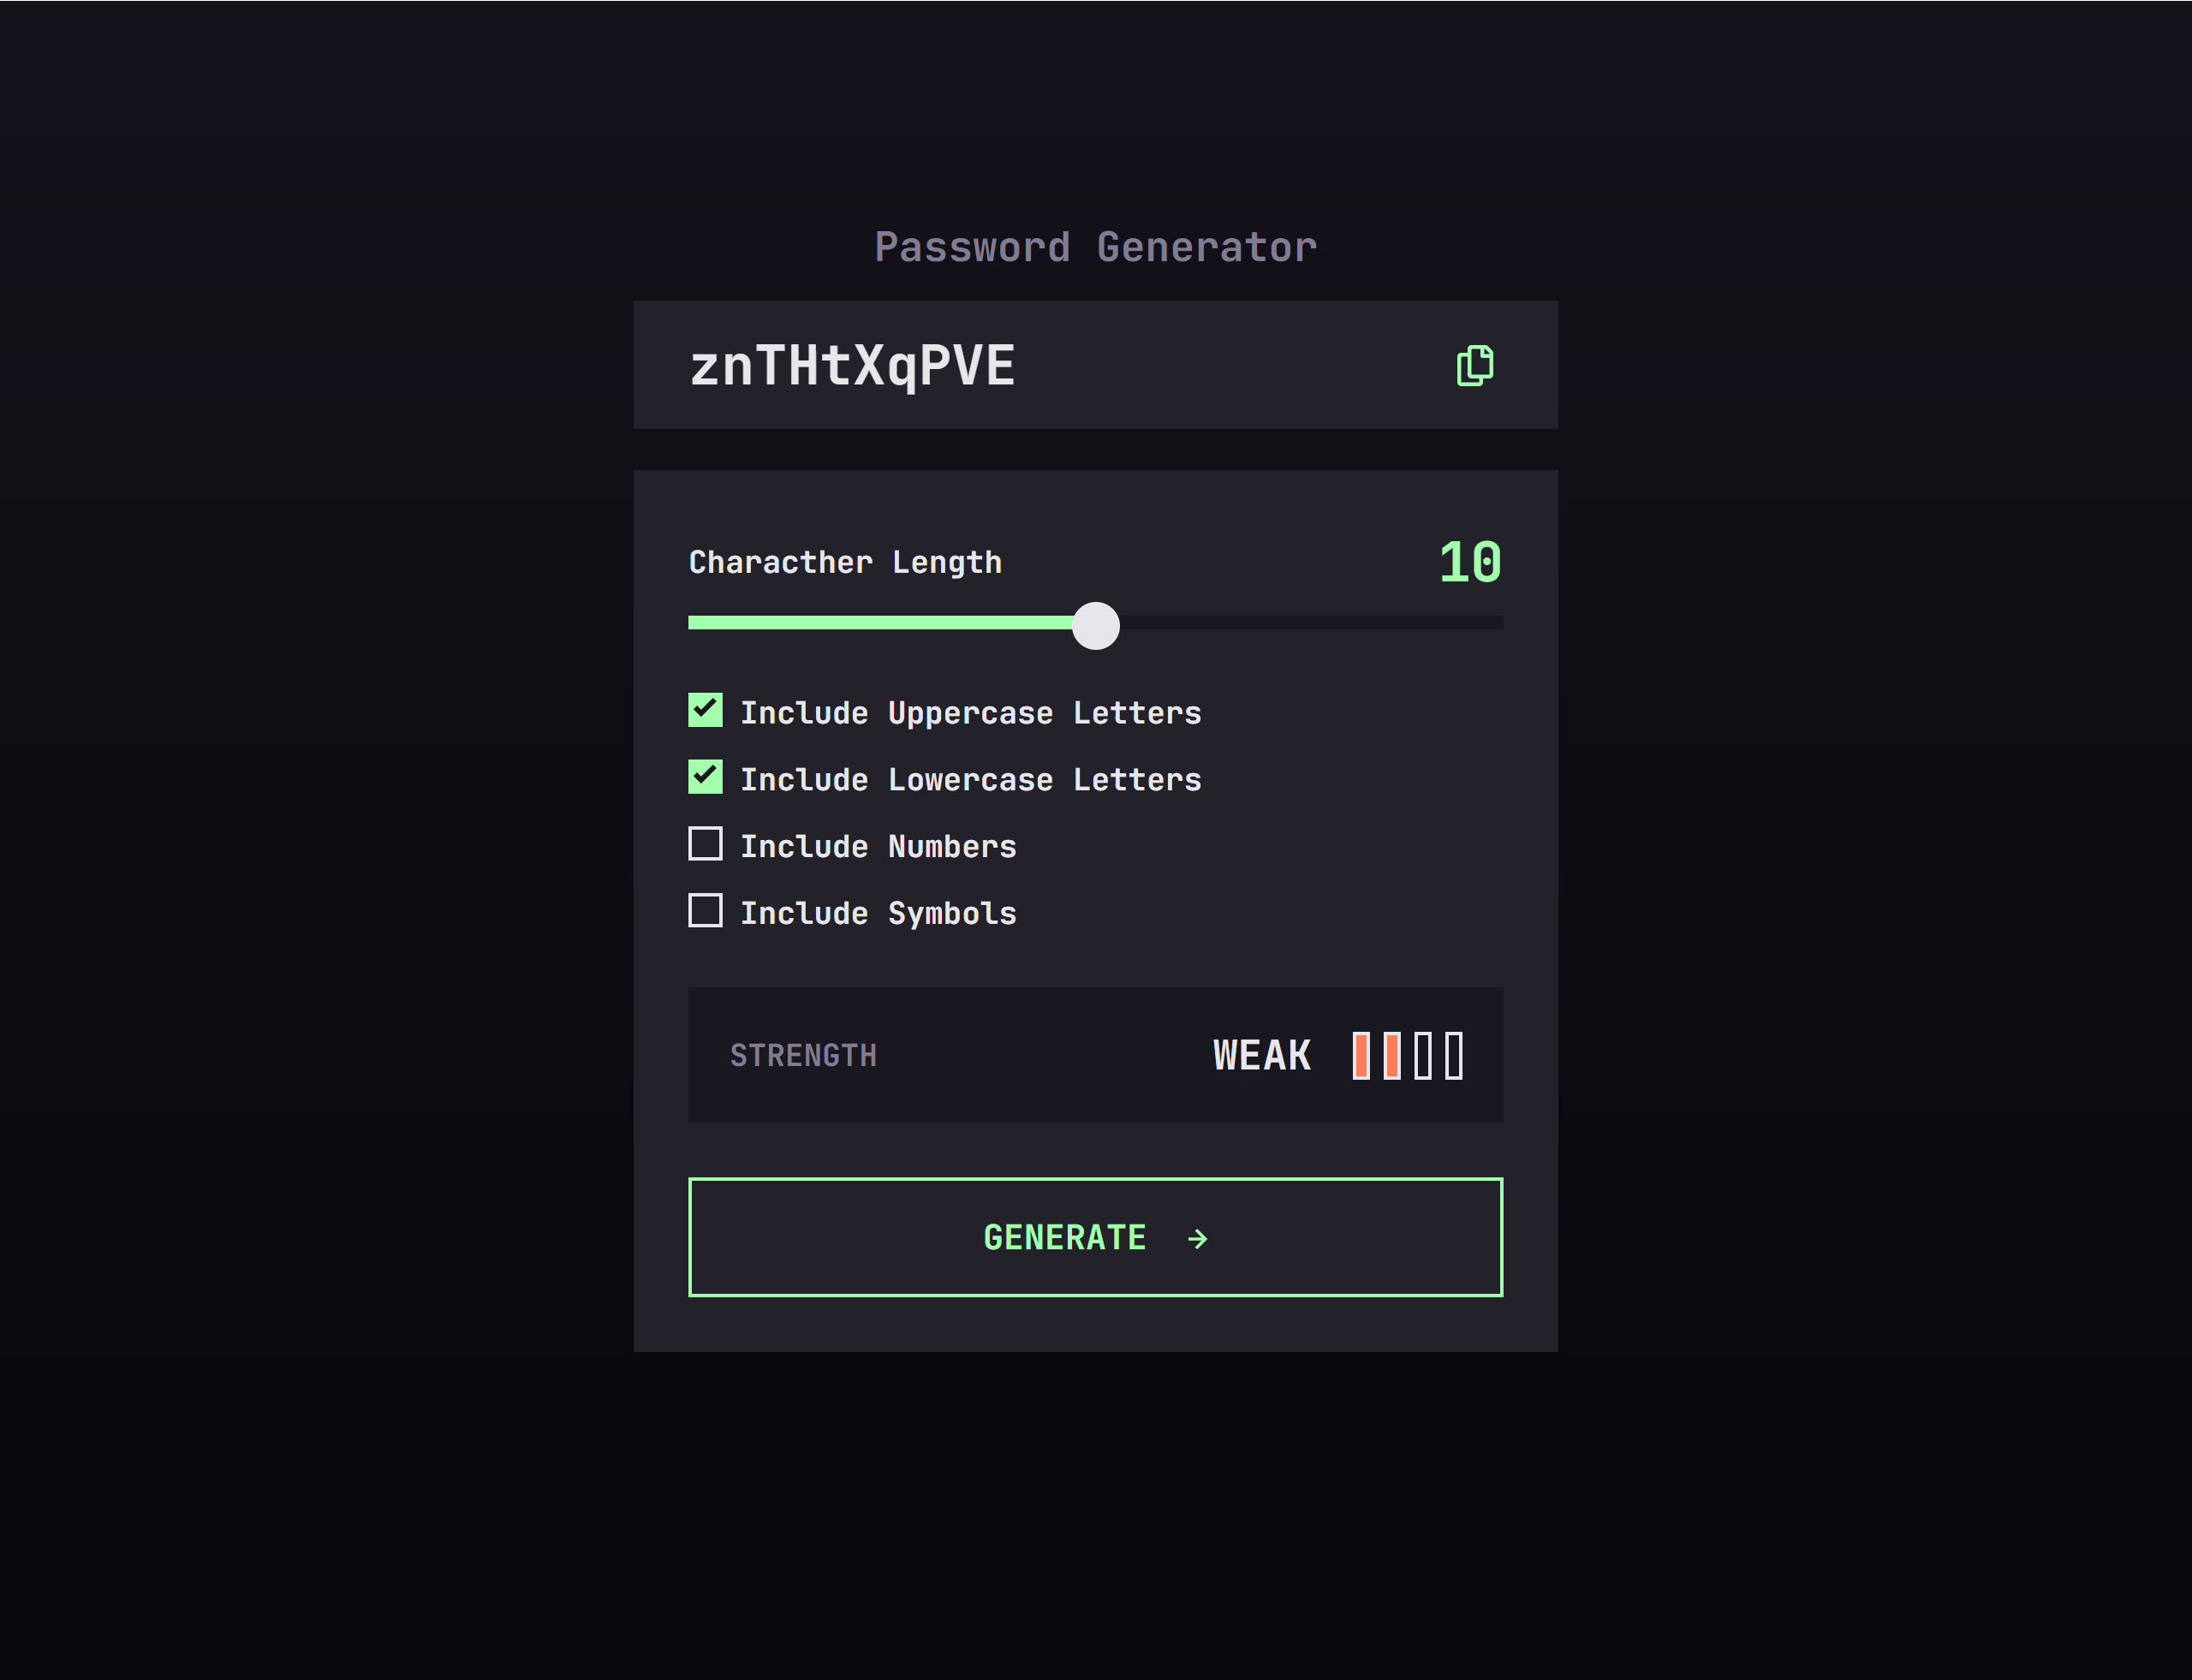 Password Generator
znTHtXqPVE
Characther Length 10
Include Uppercase Letters
Include Lowercase Letters
Include Numbers
Include Symbols
STRENGTH WEAK
GENERATE →